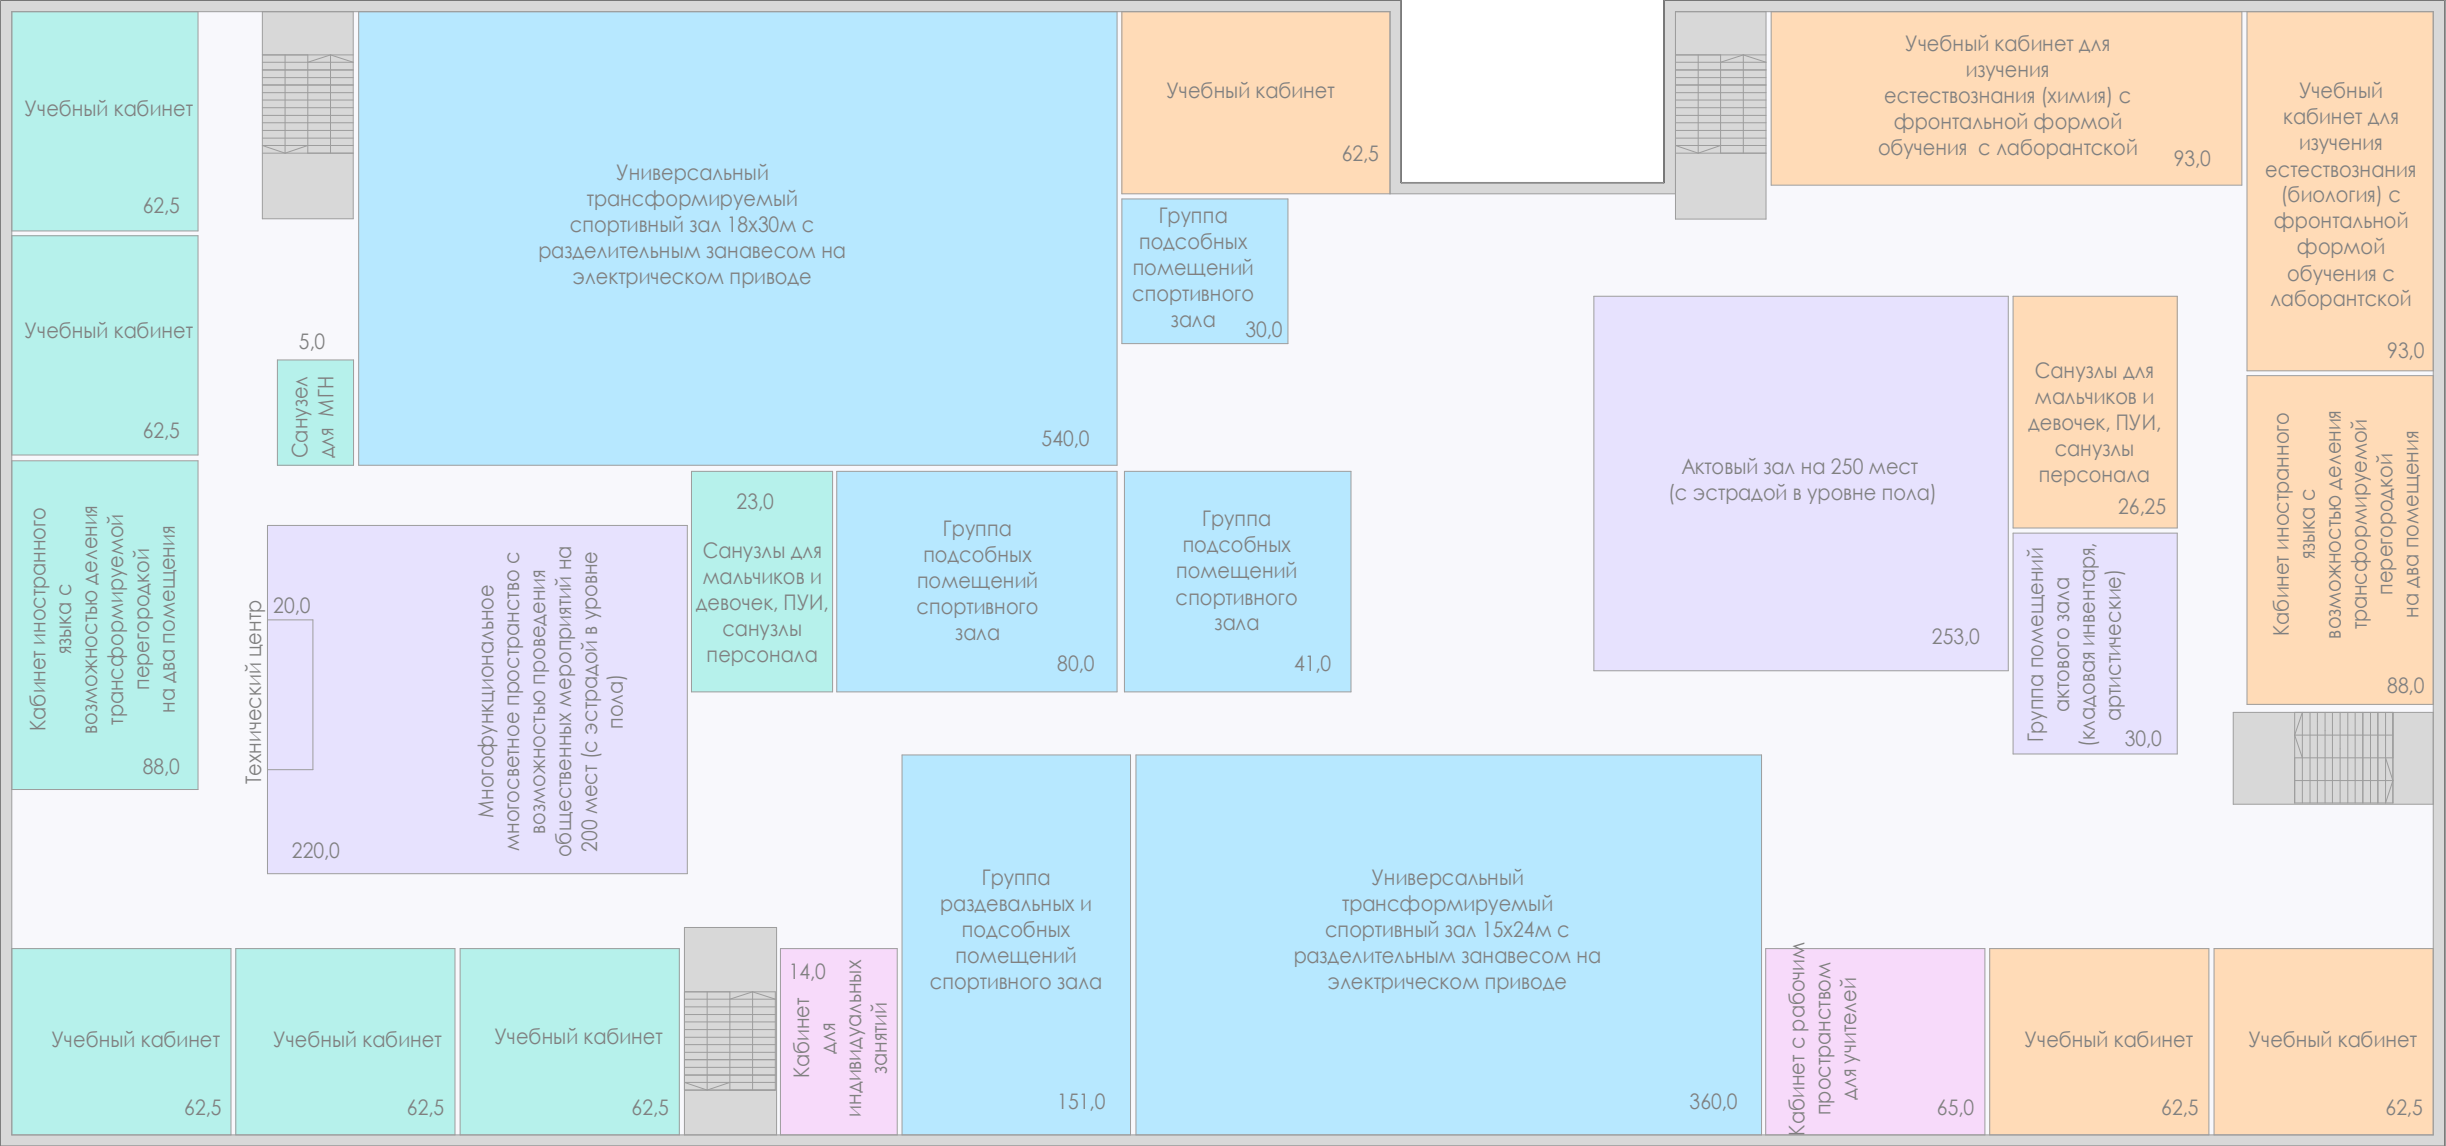 Учебный кабинет
62,5
Учебный кабинет
62,5
Кабинет иностранного
языка с
возможностью деления
трансформируемой
перегородкой
на два помещения
88,0
5,0
Санузел
для МГН
Универсальный
трансформируемый
спортивный зал 18х30м с
разделительным занавесом на
электрическом приводе
540,0
Учебный кабинет
62,5
Группа
подсобных
помещений
спортивного
зала
30,0
Учебный кабинет для
изучения
естествознания (химия) с
фронтальной формой
обучения с лаборантской
93,0
Учебный
кабинет для
изучения
естествознания
(биология) с
фронтальной
формой
обучения с
лаборантской
93,0
Технический центр
20,0
Многофункциональное
многосветное пространство с
возможностью проведения
общественных мероприятий на
200 мест (с эстрадой в уровне
пола)
220,0
23,0
Санузлы для
мальчиков и
девочек, ПУИ,
санузлы
персонала
Группа
подсобных
помещений
спортивного
зала
80,0
Группа
подсобных
помещений
спортивного
зала
41,0
Актовый зал на 250 мест
(с эстрадой в уровне пола)
253,0
Санузлы для
мальчиков и
девочек, ПУИ,
санузлы
персонала
26,25
Группа помещений
актового зала
(кладовая инвентаря,
артистические)
30,0
Кабинет иностранного
языка с
возможностью деления
трансформируемой
перегородкой
на два помещения
88,0
Учебный кабинет
62,5
Учебный кабинет
62,5
Учебный кабинет
62,5
14,0
Кабинет
для
индивидуальных
занятий
Группа
раздевальных и
подсобных
помещений
спортивного зала
151,0
Универсальный
трансформируемый
спортивный зал 15х24м с
разделительным занавесом на
электрическом приводе
360,0
Кабинет с рабочим
пространством
для учителей
65,0
Учебный кабинет
62,5
Учебный кабинет
62,5